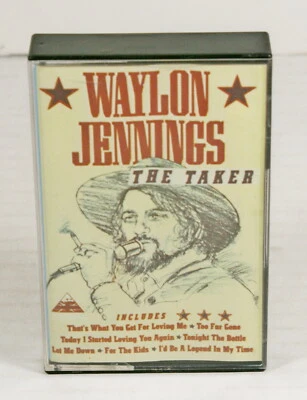 WAYLON
JENNINGS
THE TAKER
INCLUDES
That's What You Get For Loving Me ★ Too Far Gone
Today I Started Loving You Again ★ Tonight The Bottle
Let Me Down ★ For The Kids ★ I'd Be A Legend In My Time